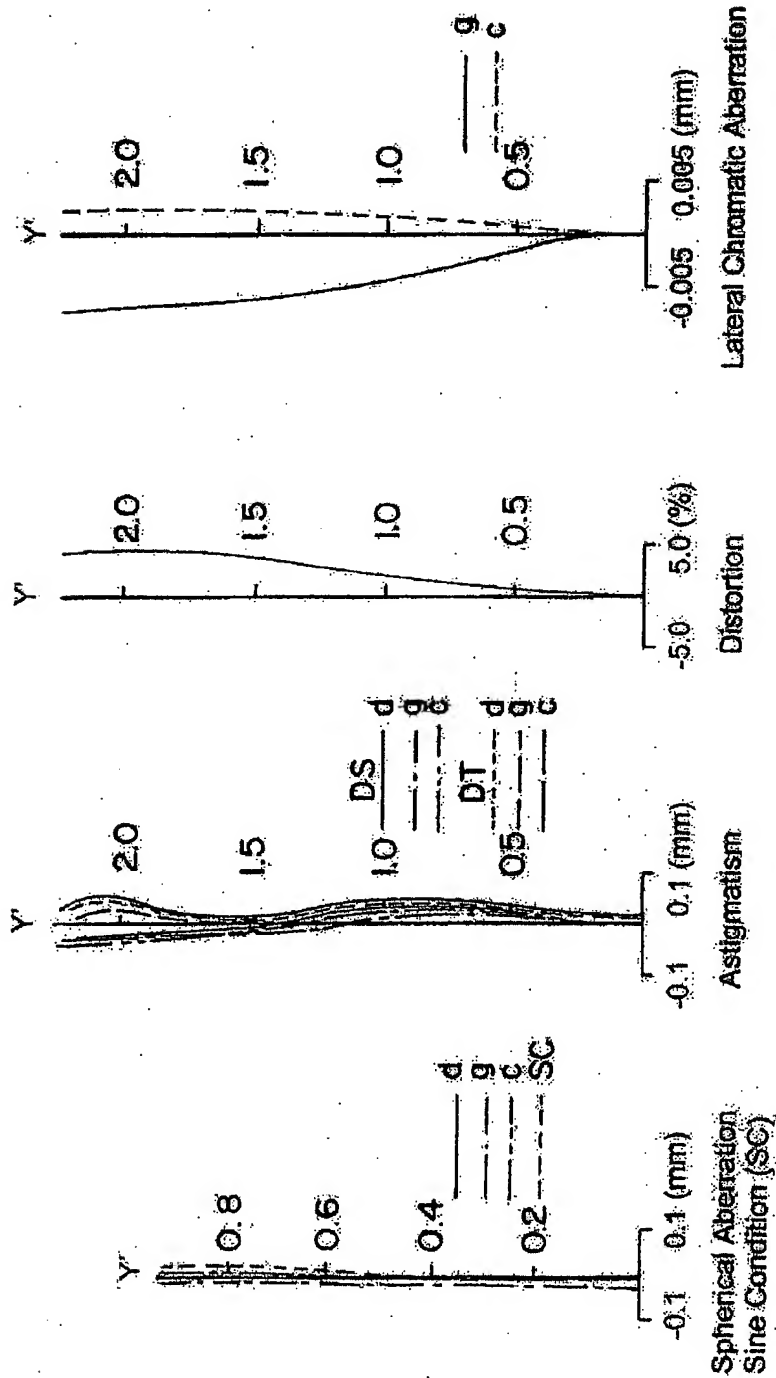 Y'
0.8
0.6
0.4
0.2
d
g
c
SC
-0.1 0.1 (mm)
Spherical Aberration
Sine Condition (SC)
Y'
2.0
1.5
1.0
0.5
DS
d
g
c
DT
d
g
c
-0.1 0.1 (mm)
Astigmatism
Y'
2.0
1.5
1.0
0.5
-5.0 5.0 (%)
Distortion
Y'
2.0
1.5
1.0
0.5
g
c
-0.005 0.005 (mm)
Lateral Chromatic Aberration